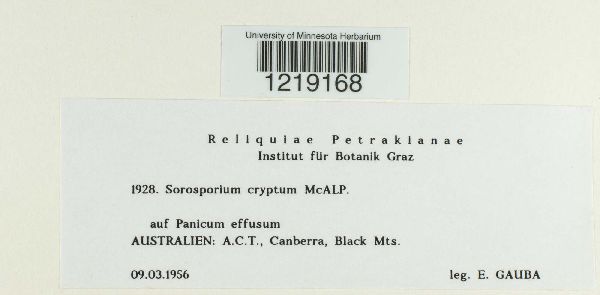 University of Minnesota Herbarium
1219168
Reliquiae Petrakianae
Institut für Botanik Graz
1928. Sorosporium cryptum McALP.
auf Panicum effusum
AUSTRALIEN: A.C.T., Canberra, Black Mts.
09.03.1956 leg. E. GAUBA